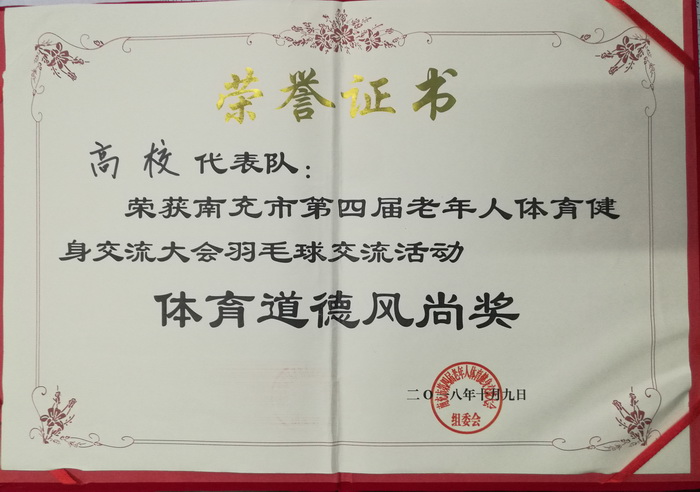 荣誉证书
高校代表队：
荣获南充市第四届老年人体育健
身交流大会羽毛球交流活动
体育道德风尚奖
二〇一八年十月九日
组委会